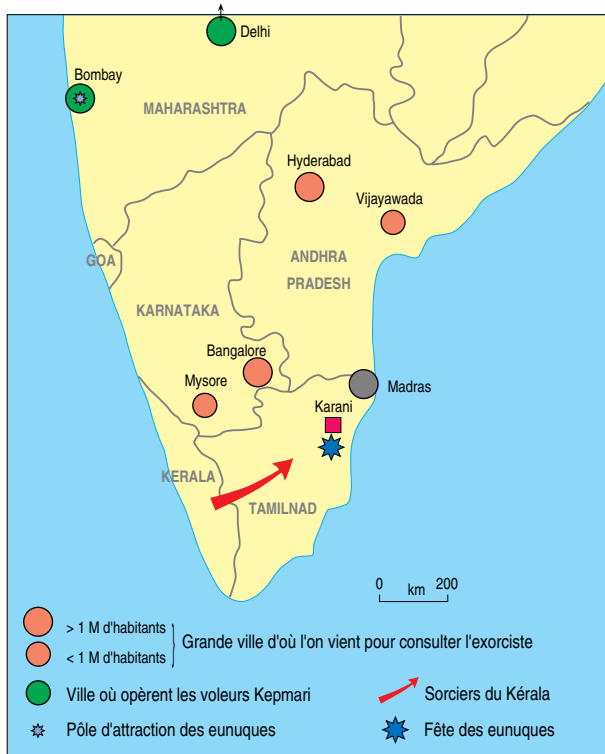 Delhi
Bombay
MAHARASHTRA
Hyderabad
Vijayawada
GOA
ANDHRA
PRADESH
KARNATAKA
Bangalore
Mysore
Madras
Karani
KERALA
TAMILNAD
0 km 200
> 1 M d'habitants
< 1 M d'habitants
Grande ville d'où l'on vient pour consulter l'exorciste
Ville où opèrent les voleurs Kepmari
Sorciers du Kérala
Pôle d'attraction des eunuques
Fête des eunuques